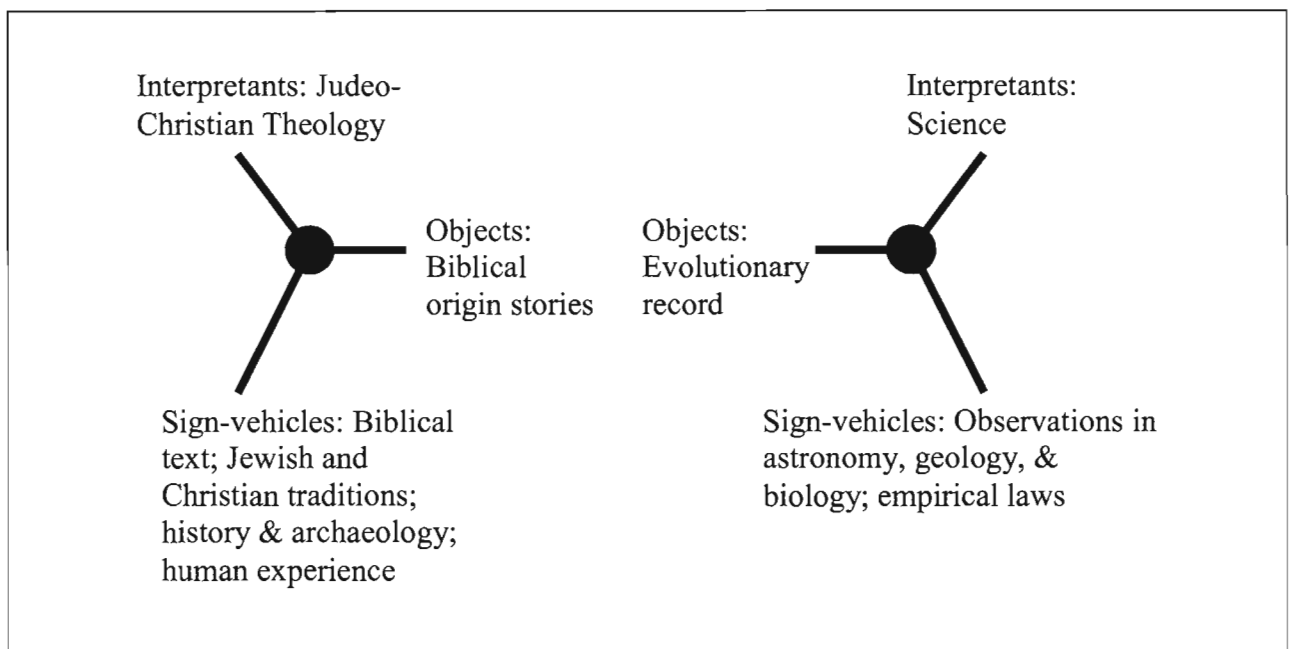 Interpretants: Judeo-
Christian Theology
Objects:
Biblical
origin stories
Sign-vehicles: Biblical
text; Jewish and
Christian traditions;
history & archaeology;
human experience
Interpretants:
Science
Objects:
Evolutionary
record
Sign-vehicles: Observations in
astronomy, geology, &
biology; empirical laws